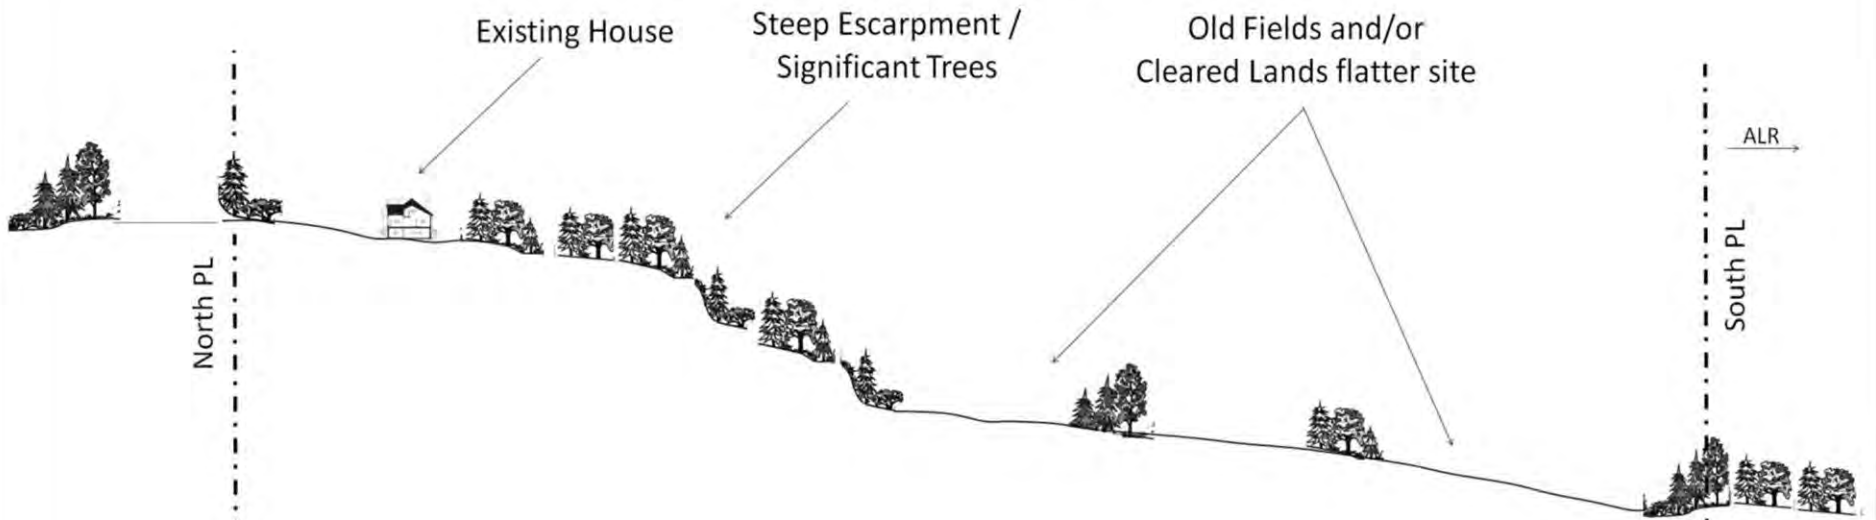 Existing House
Steep Escarpment /
Significant Trees
Old Fields and/or
Cleared Lands flatter site
ALR
North PL
South PL